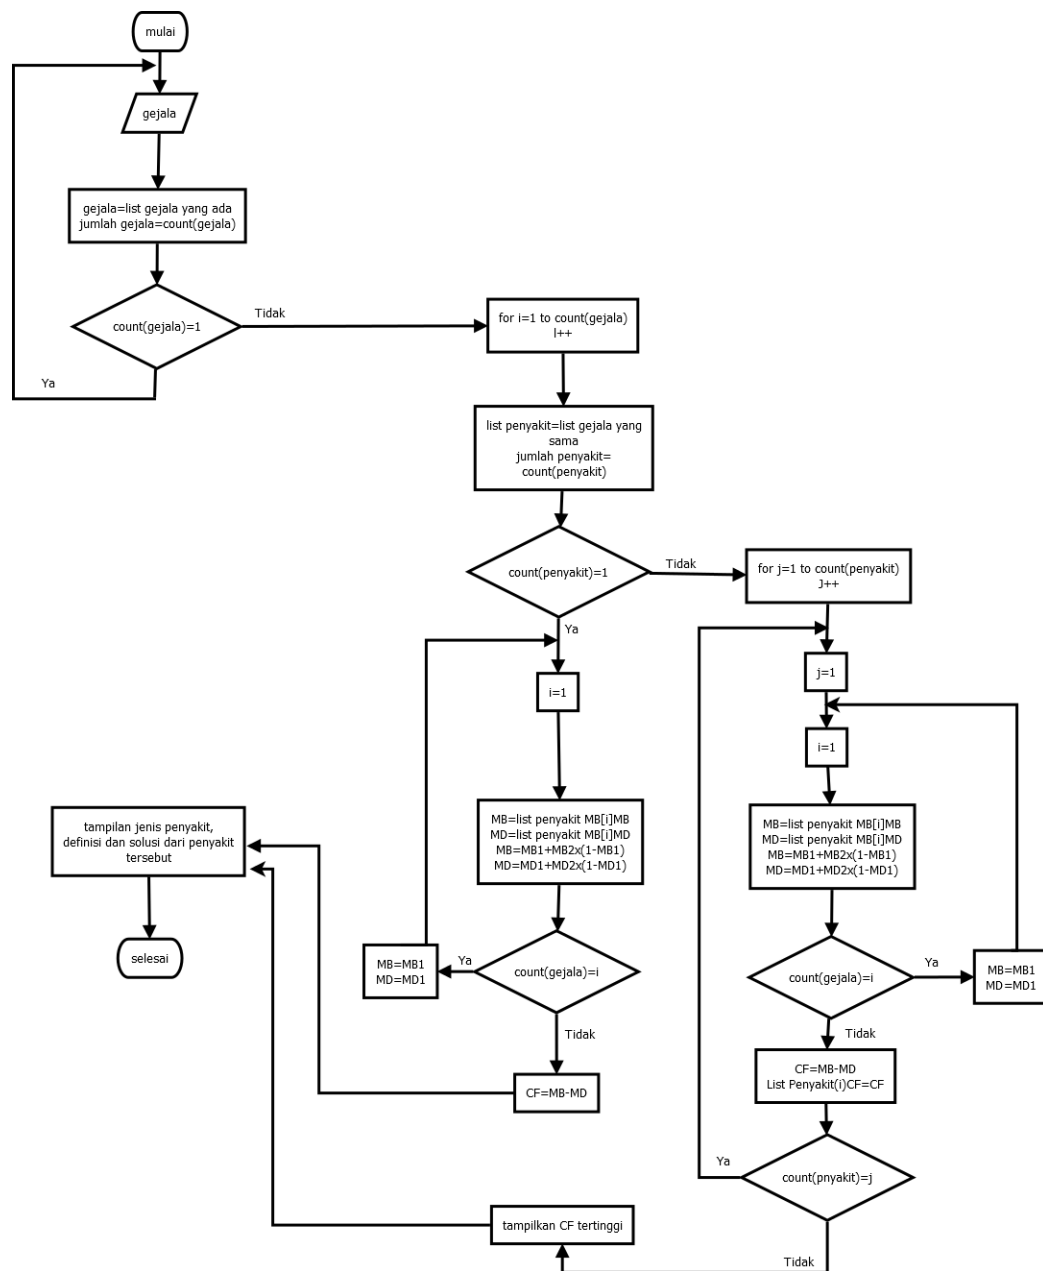 mulai
gejala
gejala=list gejala yang ada
jumlah gejala=count(gejala)
count(gejala)=1
Tidak
Ya
for i=1 to count(gejala)
I++
list penyakit=list gejala yang
sama
jumlah penyakit=
count(penyakit)
count(penyakit)=1
Tidak
Ya
for j=1 to count(penyakit)
J++
i=1
j=1
i=1
MB=list penyakit MB[i]MB
MD=list penyakit MB[i]MD
MB=MB1+MB2x(1-MB1)
MD=MD1+MD2x(1-MD1)
count(gejala)=i
Ya
MB=MB1
MD=MD1
Tidak
CF=MB-MD
MB=list penyakit MB[i]MB
MD=list penyakit MB[i]MD
MB=MB1+MB2x(1-MB1)
MD=MD1+MD2x(1-MD1)
count(gejala)=i
Ya
MB=MB1
MD=MD1
Tidak
CF=MB-MD
List Penyakit(i)CF=CF
count(pnyakit)=j
Ya
Tidak
tampilkan CF tertinggi
tampilan jenis penyakit,
definisi dan solusi dari penyakit
tersebut
selesai